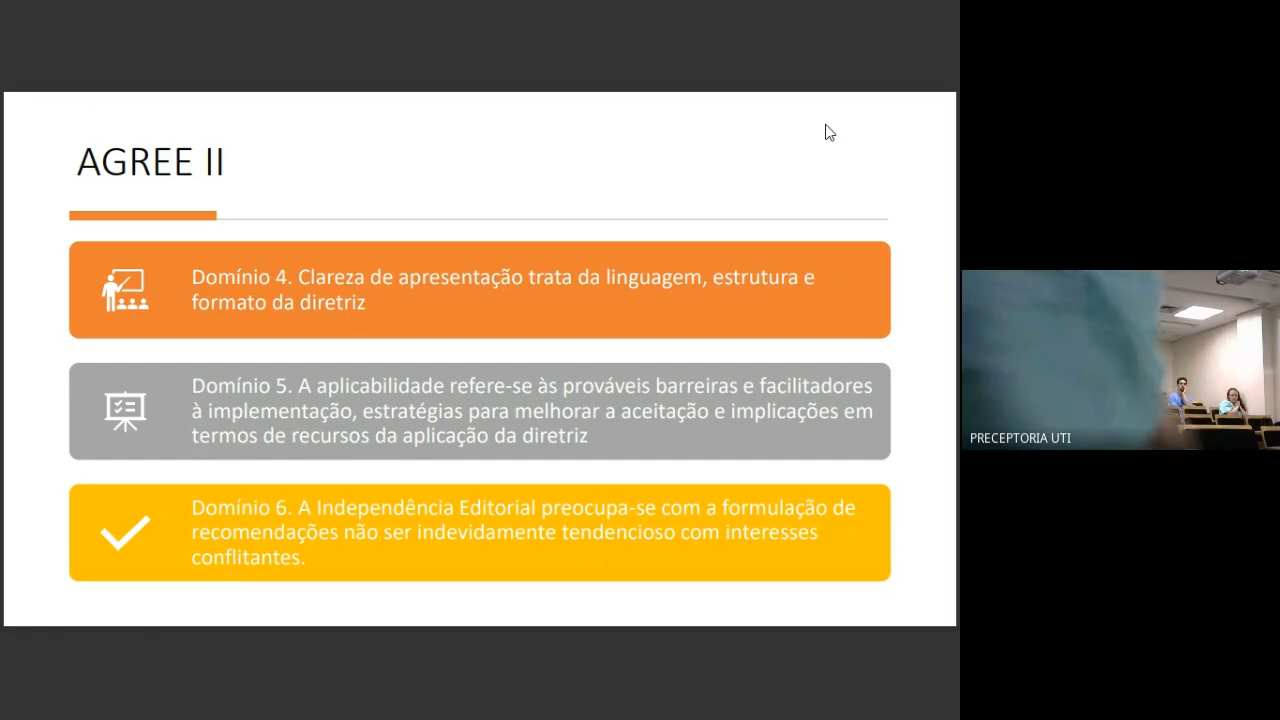 AGREE II
Domínio 4. Clareza de apresentação trata da linguagem, estrutura e
formato da diretriz
Domínio 5. A aplicabilidade refere-se às prováveis barreiras e facilitadores
à implementação, estratégias para melhorar a aceitação e implicações em
termos de recursos da aplicação da diretriz
Domínio 6. A Independência Editorial preocupa-se com a formulação de
recomendações não ser indevidamente tendencioso com interesses
conflitantes.
PRECEPTORIA UTI